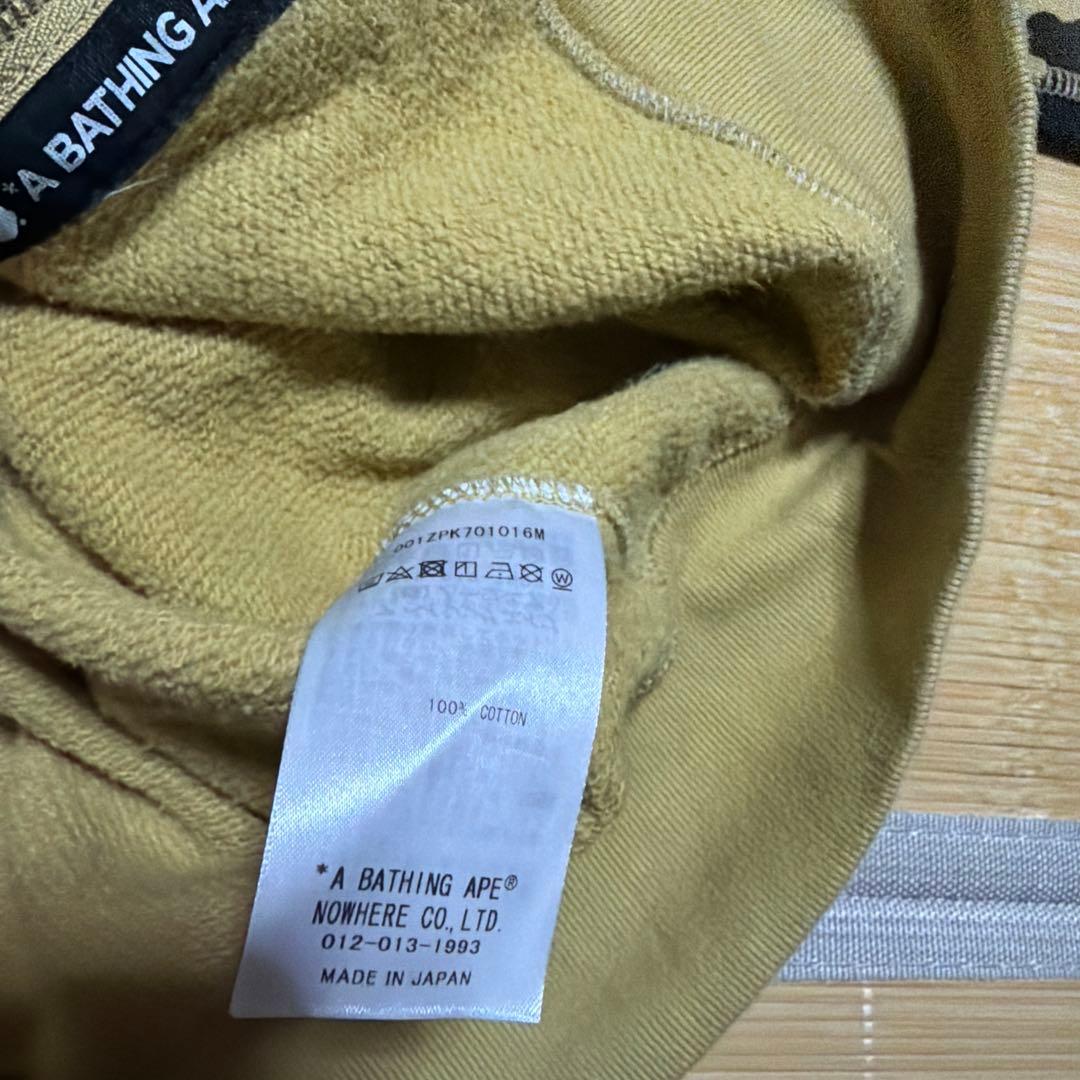 *A BATHING A
001ZPK701016M
W
100% COTTON
*A BATHING APE®
NOWHERE CO., LTD.
012-013-1993
MADE IN JAPAN